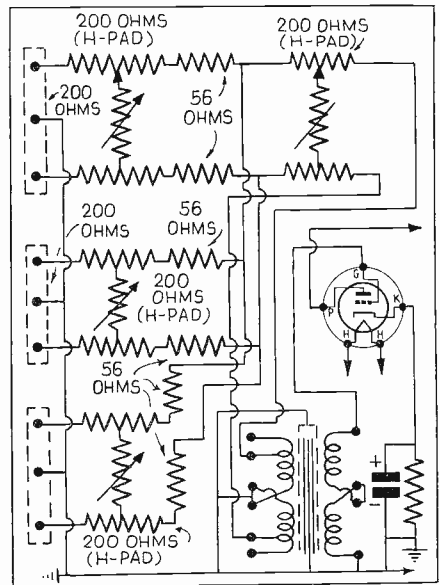 200 OHMS
(H-PAD)
200 OHMS
(H-PAD)
200
OHMS
56
OHMS
200
OHMS
56
OHMS
200
OHMS
(H-PAD)
56
OHMS
G
P
K
H
H
+
-
200 OHMS
(H-PAD)